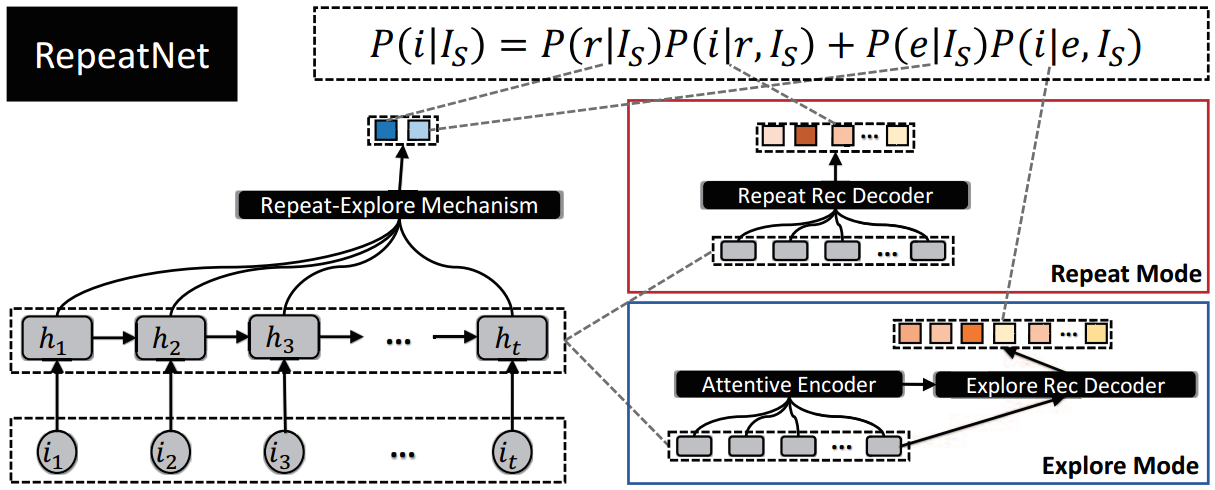 RepeatNet
P(i|I_S) = P(r|I_S)P(i|r, I_S) + P(e|I_S)P(i|e, I_S)
...
Repeat-Explore Mechanism
Repeat Rec Decoder
...
Repeat Mode
h_1 h_2 h_3 ... h_t
...
Attentive Encoder Explore Rec Decoder
i_1 i_2 i_3 ... i_t
...
Explore Mode